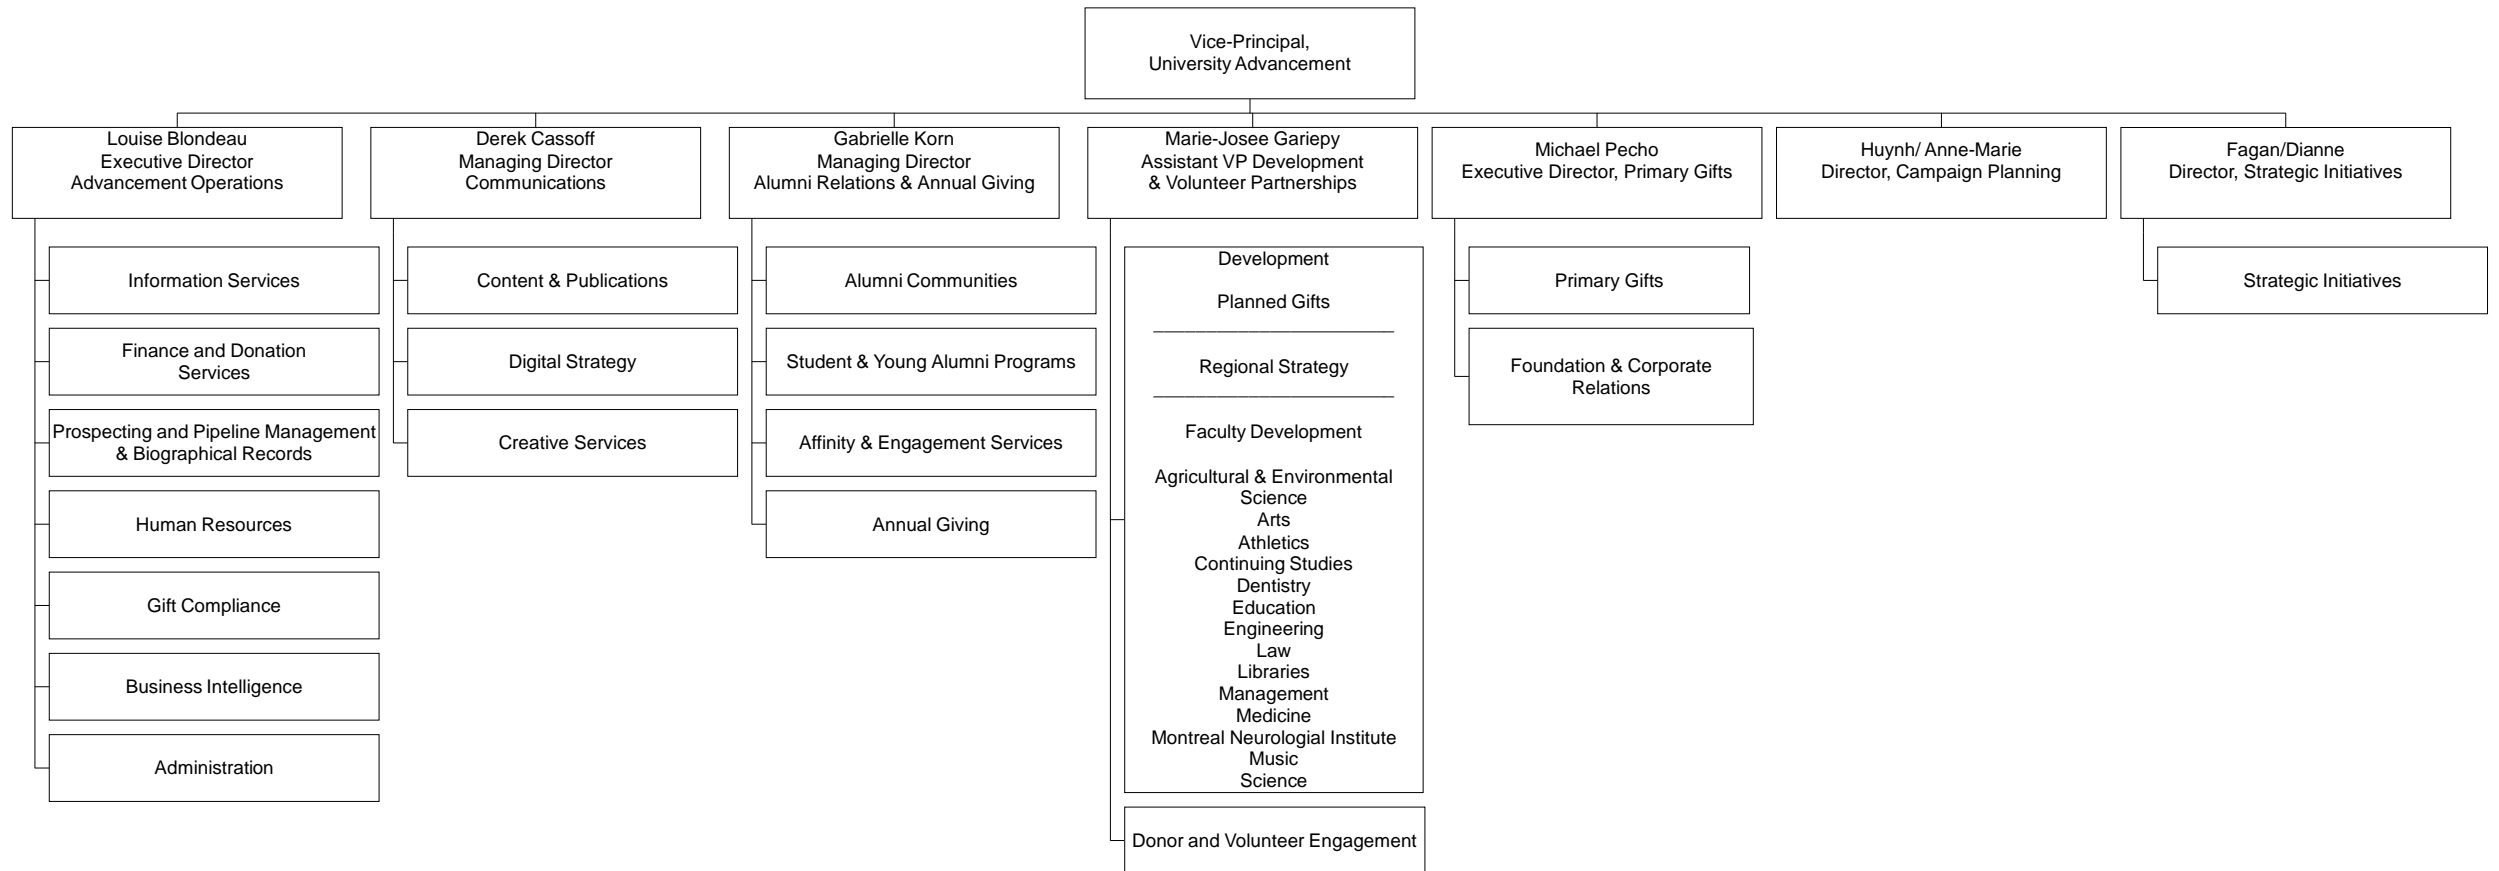 Vice-Principal,
University Advancement
Louise Blondeau
Executive Director
Advancement Operations
Derek Cassoff
Managing Director
Communications
Gabrielle Korn
Managing Director
Alumni Relations & Annual Giving
Marie-Josee Gariepy
Assistant VP Development
& Volunteer Partnerships
Michael Pecho
Executive Director, Primary Gifts
Huynh/ Anne-Marie
Director, Campaign Planning
Fagan/Dianne
Director, Strategic Initiatives
Information Services
Finance and Donation
Services
Prospecting and Pipeline Management
& Biographical Records
Human Resources
Gift Compliance
Business Intelligence
Administration
Content & Publications
Digital Strategy
Creative Services
Alumni Communities
Student & Young Alumni Programs
Affinity & Engagement Services
Annual Giving
Development
Planned Gifts
Regional Strategy
Faculty Development
Agricultural & Environmental
Science
Arts
Athletics
Continuing Studies
Dentistry
Education
Engineering
Law
Libraries
Management
Medicine
Montreal Neurologial Institute
Music
Science
Donor and Volunteer Engagement
Primary Gifts
Foundation & Corporate
Relations
Strategic Initiatives